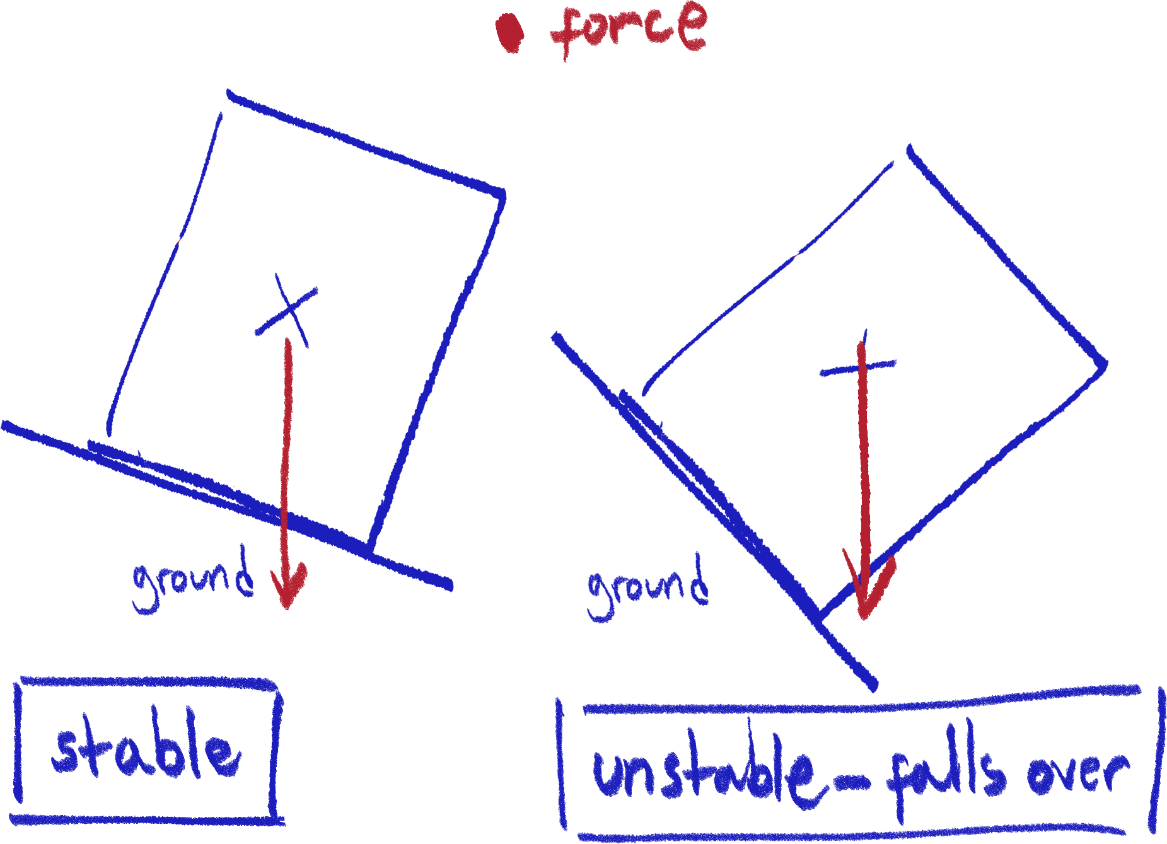 force
ground
ground
stable
unstable - falls over